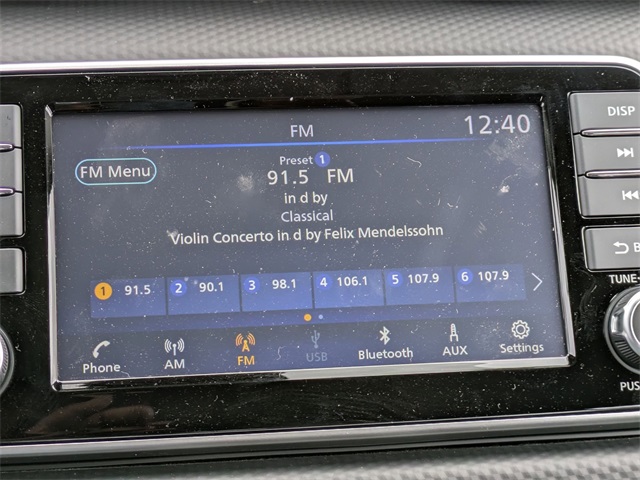 FM
12:40
DISP
FM Menu
Preset 1
91.5 FM
in d by
Classical
Violin Concerto in d by Felix Mendelssohn
1 91.5 2 90.1 3 98.1 4 106.1 5 107.9 6 107.9
Phone AM FM USB Bluetooth AUX Settings
TUNE-
PUS